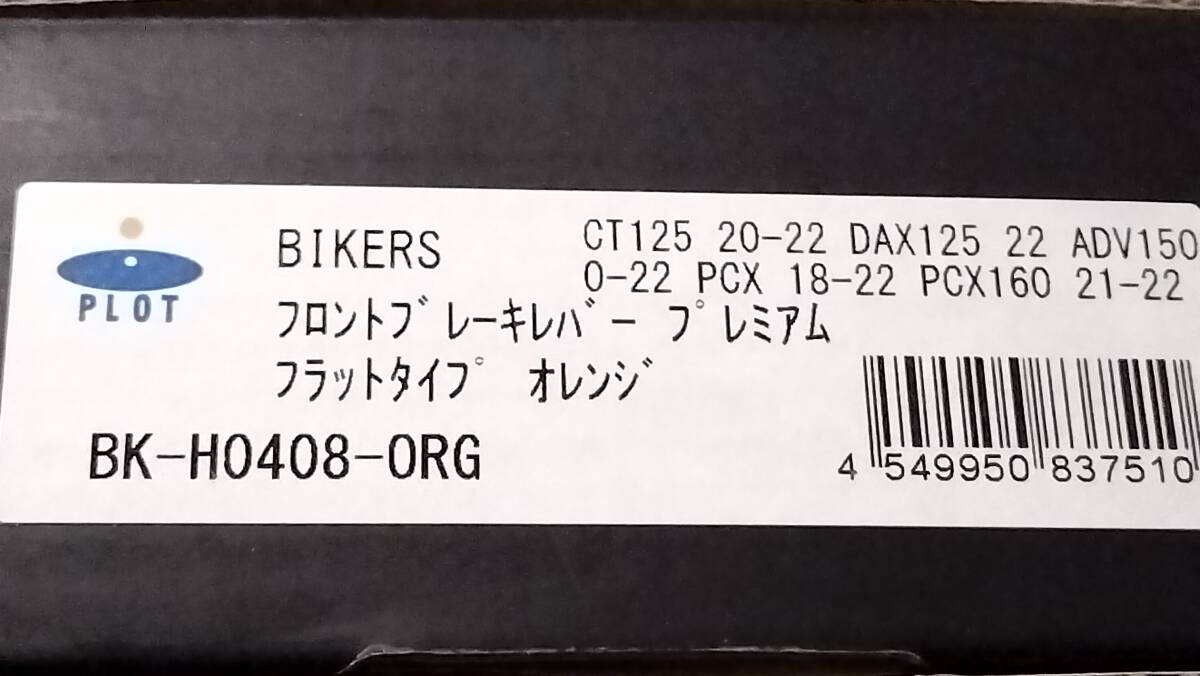 PLOT
BIKERS
CT125 20-22 DAX125 22 ADV150
0-22 PCX 18-22 PCX160 21-22
フロントブレーキレバー プレミアム
フラットタイプ オレンジ
BK-H0408-ORG
4 549950 837510